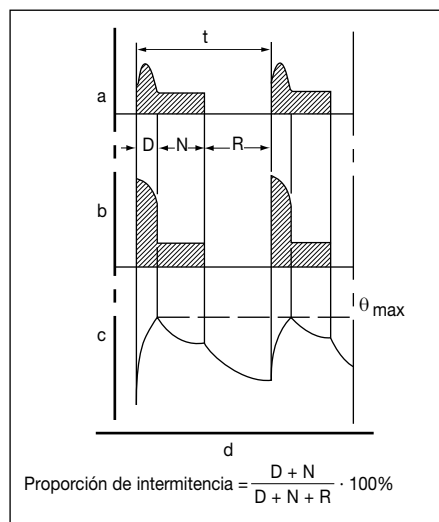 t
a
D N R
b
θ max
c
d
Proporción de intermitencia = D + N / D + N + R · 100%